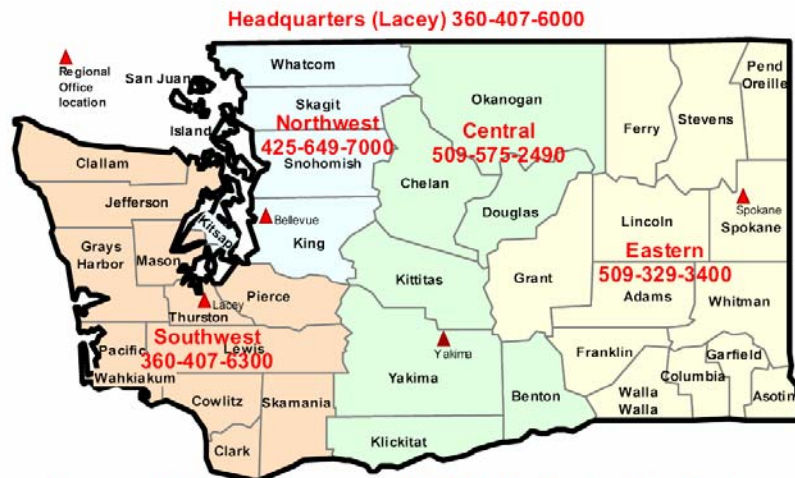 Headquarters (Lacey) 360-407-6000
Regional
Office
location
San Juan
Island
Whatcom
Skagit
Northwest
425-649-7000
Snohomish
King
Bellevue
Kitsap
Clallam
Jefferson
Grays
Harbor
Mason
Thurston
Lacey
Pierce
Southwest
360-407-6300
Pacific
Lewis
Wahkiakum
Cowlitz
Skamania
Clark
Okanogan
Central
509-575-2490
Chelan
Douglas
Kittitas
Yakima
Yakima
Benton
Klickitat
Ferry
Stevens
Pend
Oreille
Lincoln
Spokane
Spokane
Eastern
509-329-3400
Grant
Adams
Whitman
Franklin
Garfield
Columbia
Walla
Walla
Asotin